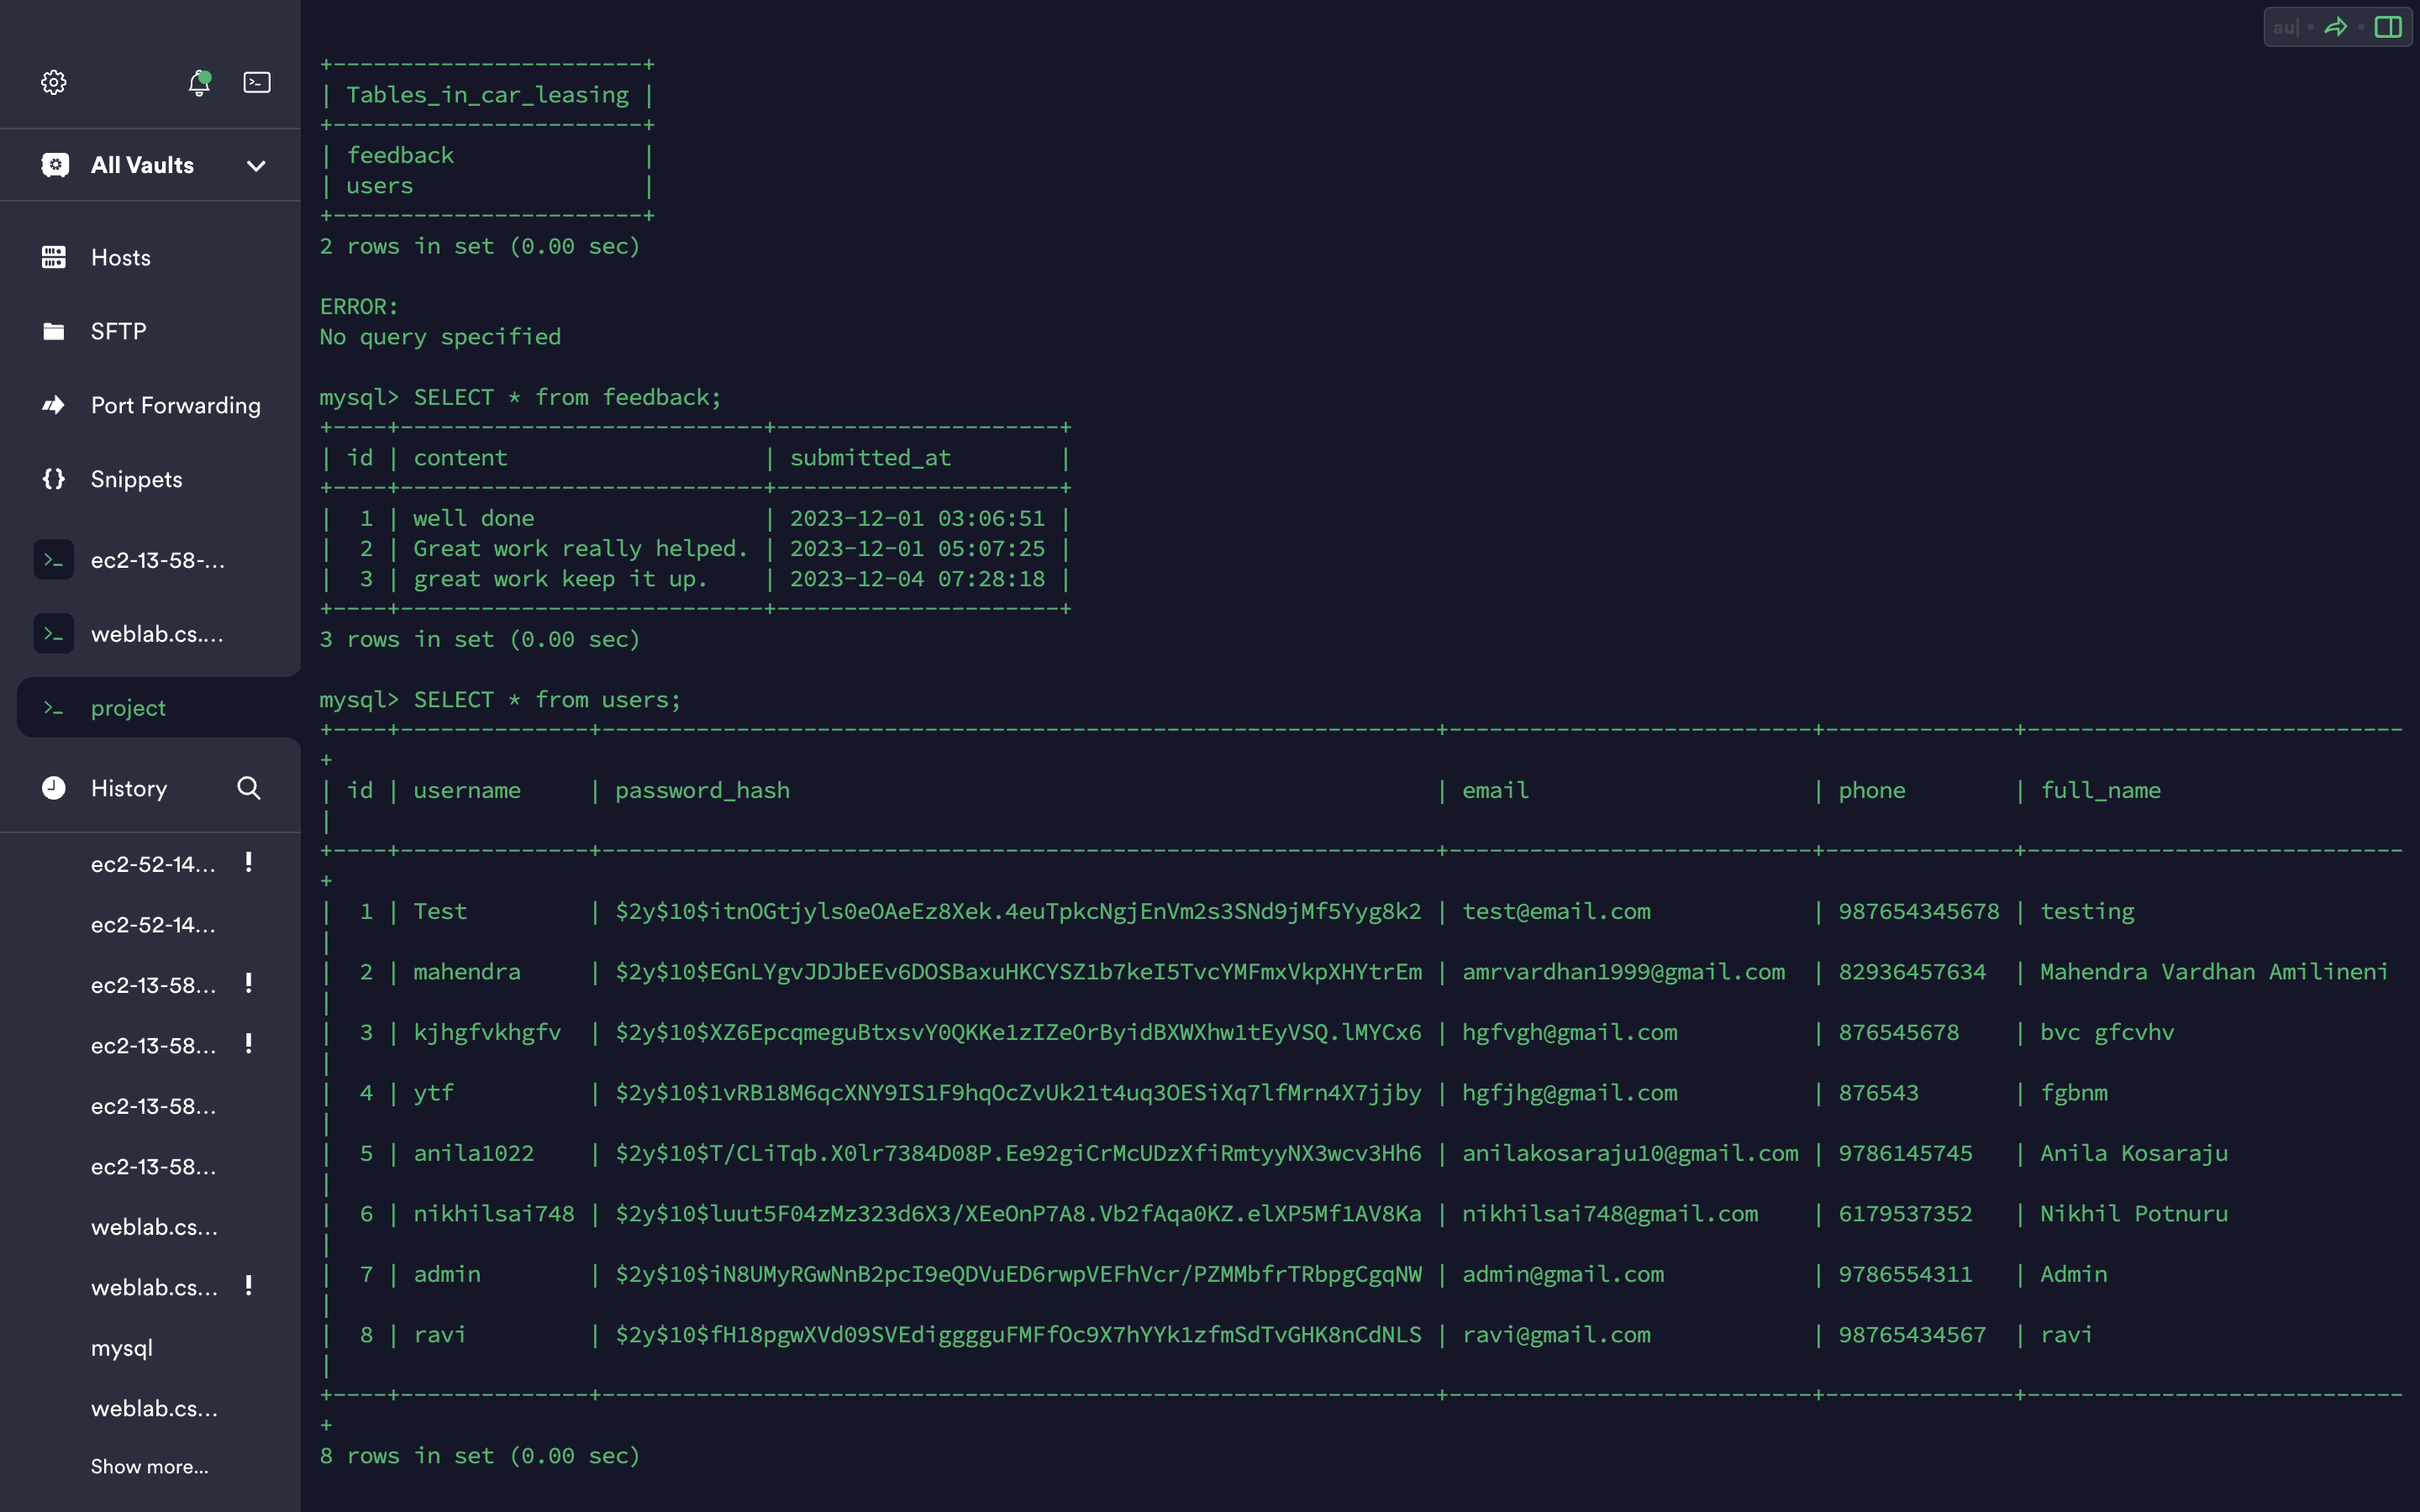 All Vaults
Hosts
SFTP
Port Forwarding
Snippets
ec2-13-58-...
weblab.cs....
project
History
ec2-52-14...
ec2-52-14...
ec2-13-58...
ec2-13-58...
ec2-13-58...
ec2-13-58...
weblab.cs...
weblab.cs...
mysql
weblab.cs...
Show more...
au|
+-----------------------+
| Tables_in_car_leasing |
+-----------------------+
| feedback              |
| users                 |
+-----------------------+
2 rows in set (0.00 sec)
ERROR:
No query specified
mysql> SELECT * from feedback;
+----+---------------------------+---------------------+
| id | content                   | submitted_at        |
+----+---------------------------+---------------------+
|  1 | well done                 | 2023-12-01 03:06:51 |
|  2 | Great work really helped. | 2023-12-01 05:07:25 |
|  3 | great work keep it up.    | 2023-12-04 07:28:18 |
+----+---------------------------+---------------------+
3 rows in set (0.00 sec)
mysql> SELECT * from users;
+----+--------------+--------------------------------------------------------------+---------------------------+--------------+----------------------------
+
| id | username     | password_hash                                                | email                     | phone        | full_name
|
+----+--------------+--------------------------------------------------------------+---------------------------+--------------+----------------------------
+
|  1 | Test         | $2y$10$itnOGtjyls0eOAeEz8Xek.4euTpkcNgjEnVm2s3SNd9jMf5Yyg8k2 | test@email.com            | 987654345678 | testing
|
|  2 | mahendra     | $2y$10$EGnLYgvJDJbEEv6DOSBaxuHKCYSZ1b7keI5TvcYMFmxVkpXHYtrEm | amrvardhan1999@gmail.com  | 82936457634  | Mahendra Vardhan Amilineni
|
|  3 | kjhgfvkhgfv  | $2y$10$XZ6EpcqmeguBtxsvY0QKKe1zIZeOrByidBXWXhw1tEyVSQ.lMYCx6 | hgfvgh@gmail.com          | 876545678    | bvc gfcvhv
|
|  4 | ytf          | $2y$10$1vRB18M6qcXNY9IS1F9hqOcZvUk21t4uq3OESiXq7lfMrn4X7jjby | hgfjhg@gmail.com          | 876543       | fgbnm
|
|  5 | anila1022    | $2y$10$T/CLiTqb.X0lr7384D08P.Ee92giCrMcUDzXfiRmtyyNX3wcv3Hh6 | anilakosaraju10@gmail.com | 9786145745   | Anila Kosaraju
|
|  6 | nikhilsai748 | $2y$10$luut5F04zMz323d6X3/XEeOnP7A8.Vb2fAqa0KZ.elXP5Mf1AV8Ka | nikhilsai748@gmail.com    | 6179537352   | Nikhil Potnuru
|
|  7 | admin        | $2y$10$iN8UMyRGwNnB2pcI9eQDVuED6rwpVEFhVcr/PZMMbfrTRbpgCgqNW | admin@gmail.com           | 9786554311   | Admin
|
|  8 | ravi         | $2y$10$fH18pgwXVd09SVEdigggguFMFfOc9X7hYYk1zfmSdTvGHK8nCdNLS | ravi@gmail.com            | 98765434567  | ravi
|
+----+--------------+--------------------------------------------------------------+---------------------------+--------------+----------------------------
+
8 rows in set (0.00 sec)